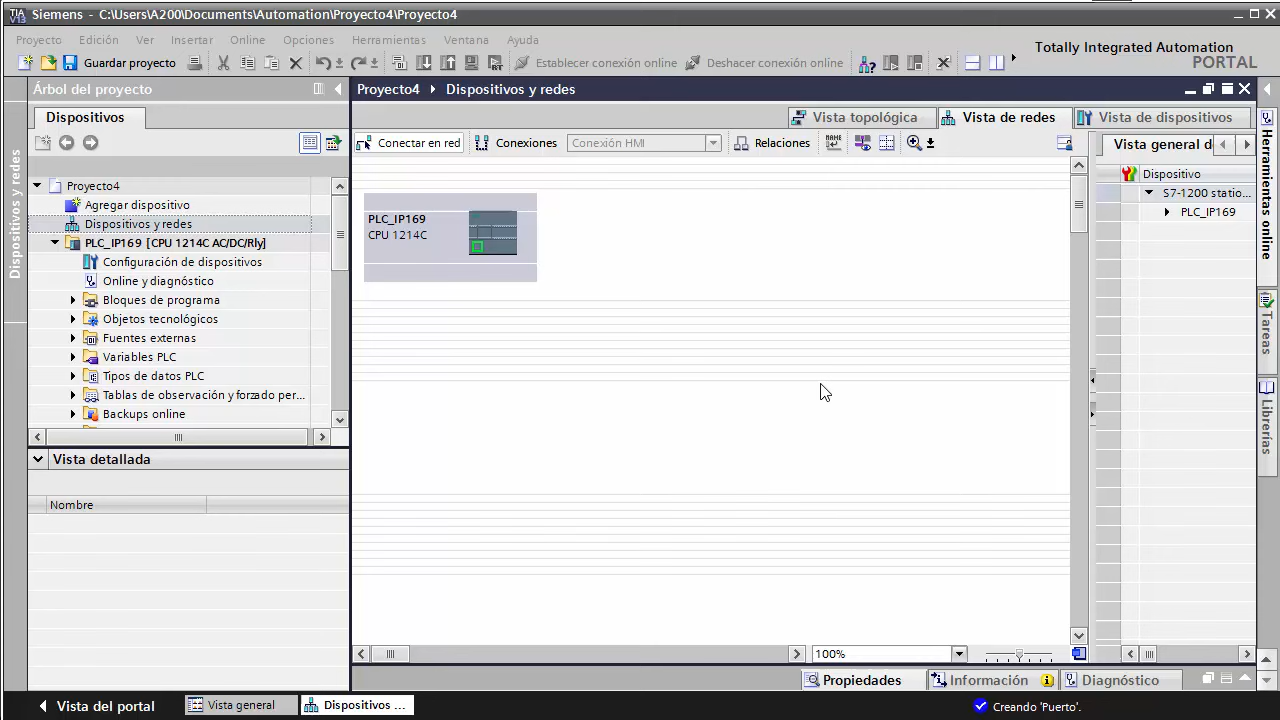 TIA V13
Siemens - C:\Users\A200\Documents\Automation\Proyecto4\Proyecto4
Proyecto Edición Ver Insertar Online Opciones Herramientas Ventana Ayuda
Totally Integrated Automation
PORTAL
Guardar proyecto Establecer conexión online Deshacer conexión online
Árbol del proyecto
Proyecto4 Dispositivos y redes
Dispositivos
Vista topológica Vista de redes Vista de dispositivos
Conectar en red Conexiones Conexión HMI Relaciones
Vista general d
Dispositivo
S7-1200 statio...
PLC_IP169
Proyecto4
Agregar dispositivo
Dispositivos y redes
PLC_IP169 [CPU 1214C AC/DC/Rly]
Configuración de dispositivos
Online y diagnóstico
Bloques de programa
Objetos tecnológicos
Fuentes externas
Variables PLC
Tipos de datos PLC
Tablas de observación y forzado per...
Backups online
PLC_IP169
CPU 1214C
Vista detallada
Nombre
Dispositivos y redes
Herramientas online
Tareas
Librerías
100%
Propiedades Información Diagnóstico
Vista del portal Vista general Dispositivos ...
Creando 'Puerto'.